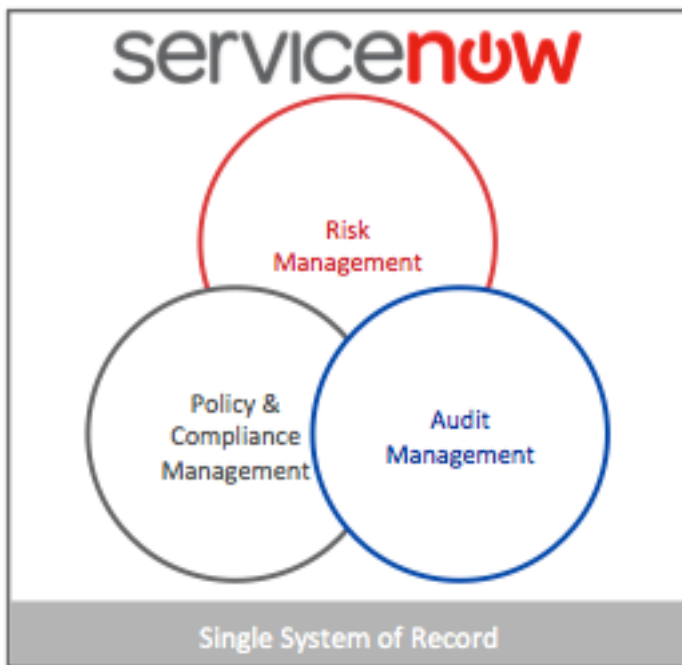 servicenow
Risk
Management
Policy &
Compliance
Management
Audit
Management
Single System of Record